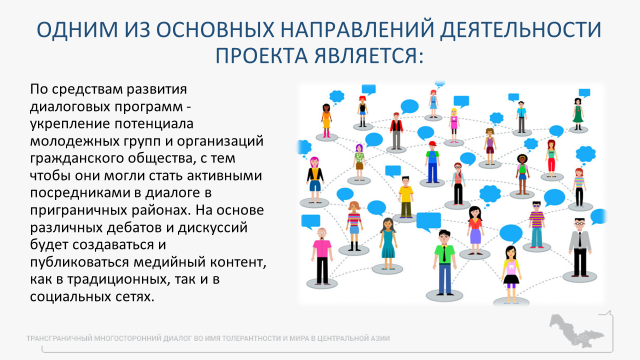 ОДНИМ ИЗ ОСНОВНЫХ НАПРАВЛЕНИЙ ДЕЯТЕЛЬНОСТИ
ПРОЕКТА ЯВЛЯЕТСЯ:
По средствам развития
диалоговых программ -
укрепление потенциала
молодежных групп и организаций
гражданского общества, с тем
чтобы они могли стать активными
посредниками в диалоге в
приграничных районах. На основе
различных дебатов и дискуссий
будет создаваться и
публиковаться медийный контент,
как в традиционных, так и в
социальных сетях.
ТРАНСГРАНИЧНЫЙ МНОГОСТОРОННИЙ ДИАЛОГ ВО ИМЯ ТОЛЕРАНТНОСТИ И МИРА В ЦЕНТРАЛЬНОЙ АЗИИ